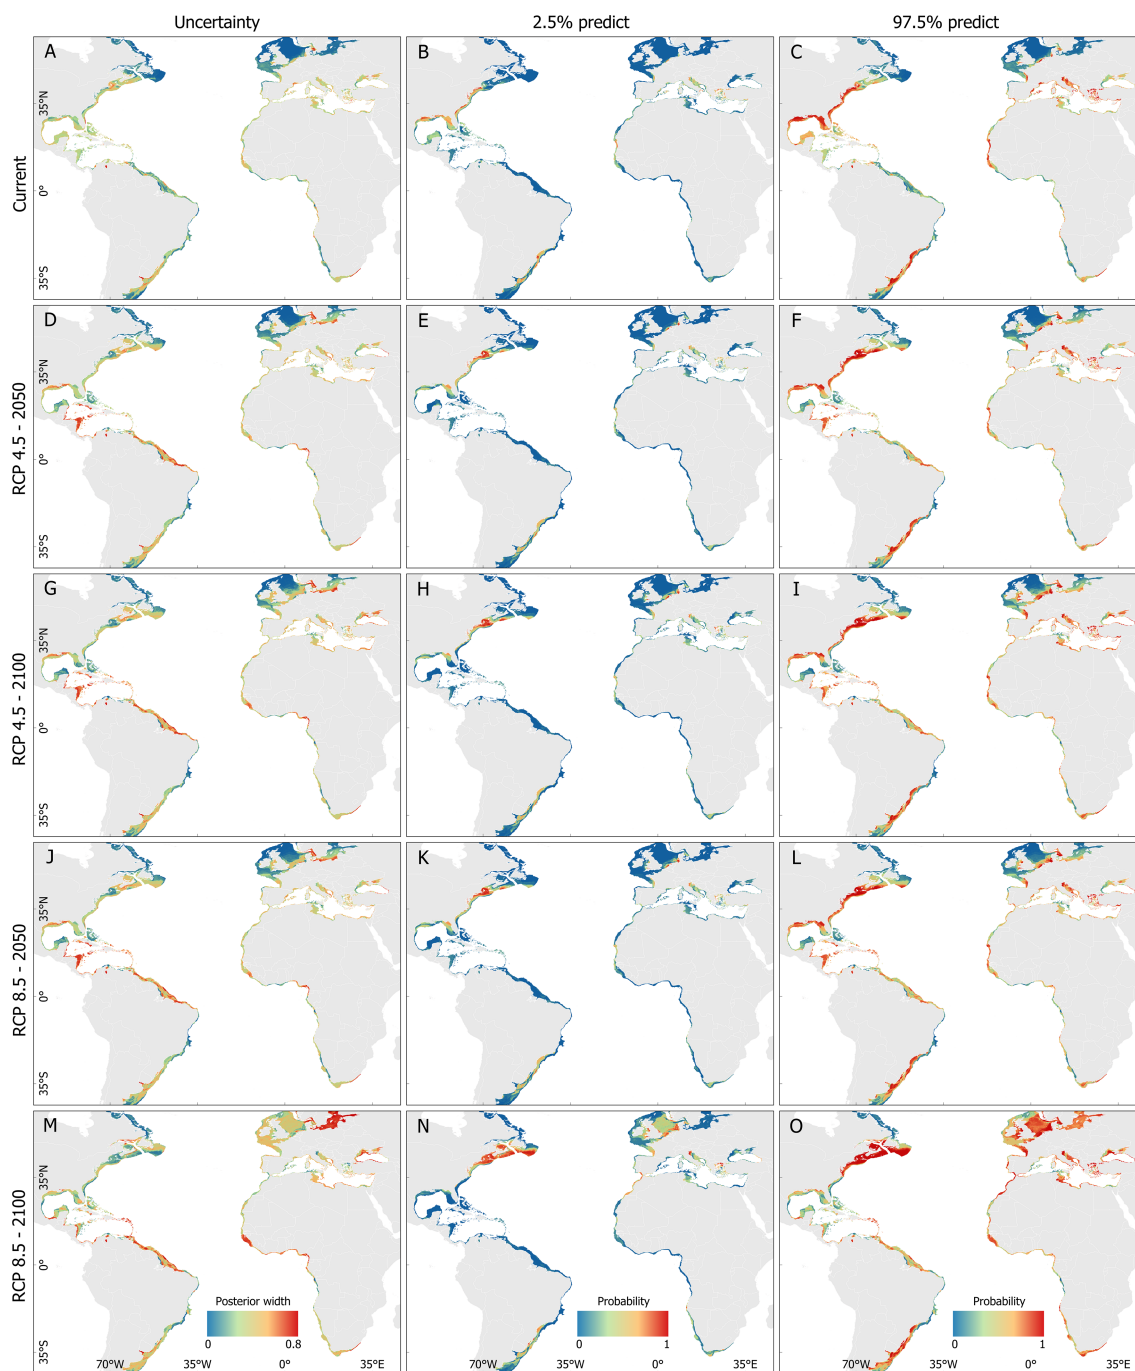 Uncertainty 2.5% predict 97.5% predict
Current
A B C
35°N
0°
35°S
RCP 4.5 - 2050
D E F
35°N
0°
35°S
RCP 4.5 - 2100
G H I
35°N
0°
35°S
RCP 8.5 - 2050
J K L
35°N
0°
35°S
RCP 8.5 - 2100
M N O
35°N
0°
35°S
Posterior width
0 0.8
Probability
0 1
Probability
0 1
70°W 35°W 0° 35°E
70°W 35°W 0° 35°E
70°W 35°W 0° 35°E